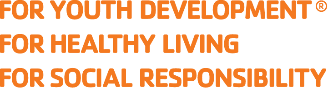 FOR YOUTH DEVELOPMENT®
FOR HEALTHY LIVING
FOR SOCIAL RESPONSIBILITY